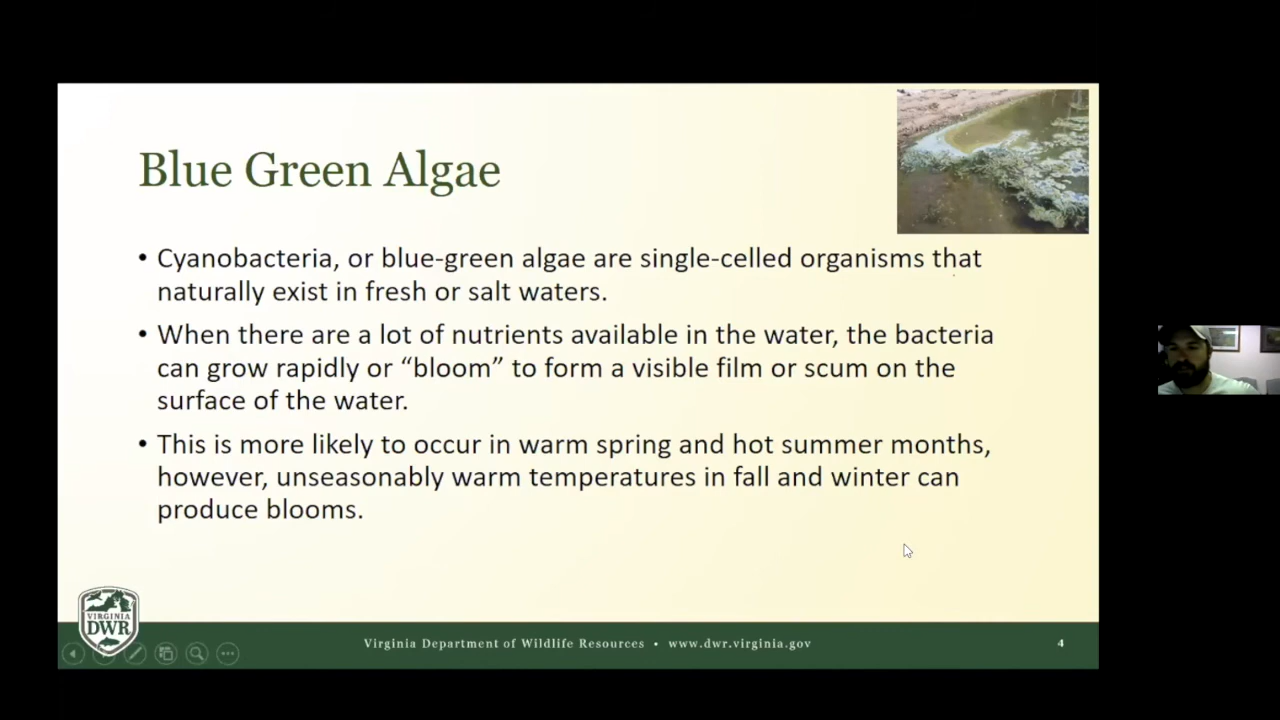 Blue Green Algae
• Cyanobacteria, or blue-green algae are single-celled organisms that
naturally exist in fresh or salt waters.
• When there are a lot of nutrients available in the water, the bacteria
can grow rapidly or “bloom” to form a visible film or scum on the
surface of the water.
• This is more likely to occur in warm spring and hot summer months,
however, unseasonably warm temperatures in fall and winter can
produce blooms.
VIRGINIA
DWR
Virginia Department of Wildlife Resources • www.dwr.virginia.gov
4